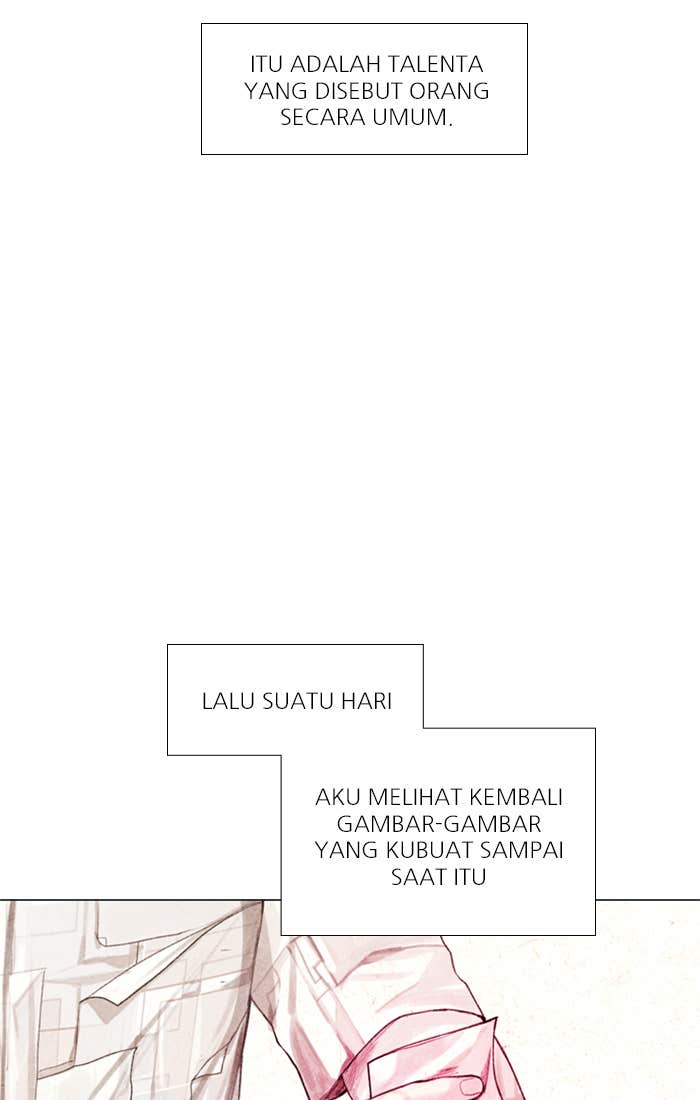 ITU ADALAH TALENTA
YANG DISEBUT ORANG
SECARA UMUM.
LALU SUATU HARI
AKU MELIHAT KEMBALI
GAMBAR-GAMBAR
YANG KUBUAT SAMPAI
SAAT ITU